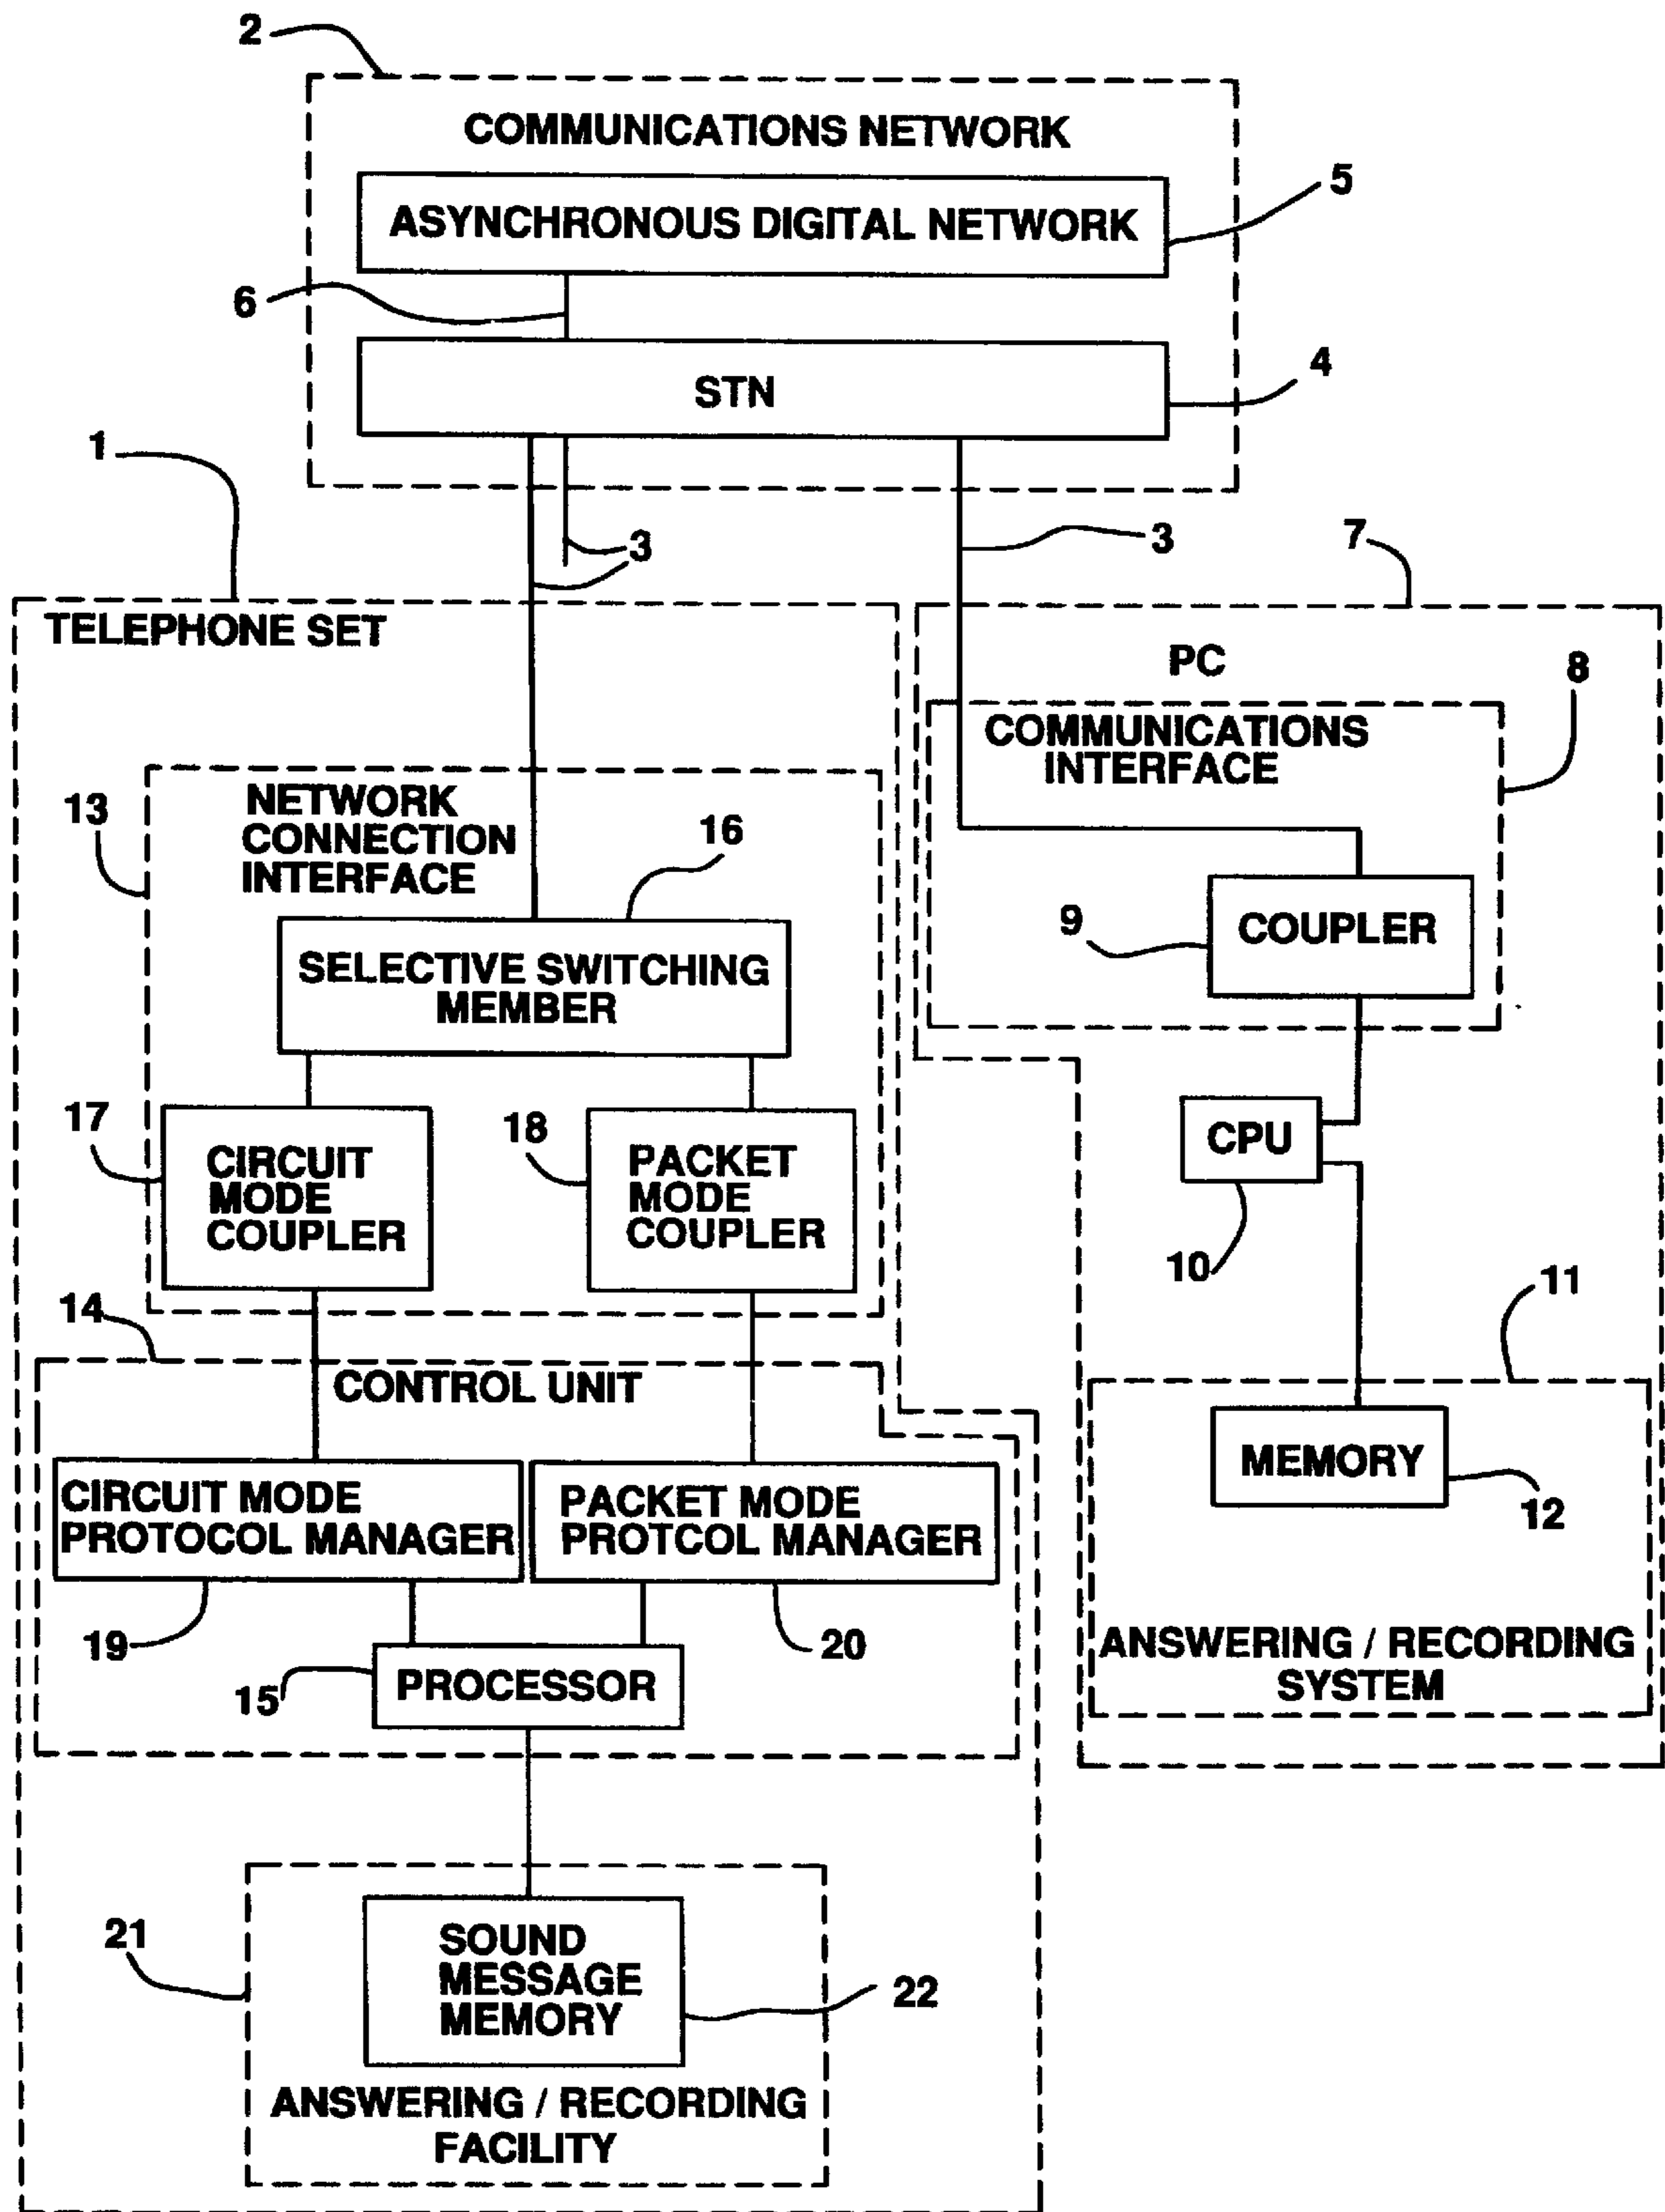 2
COMMUNICATIONS NETWORK
ASYNCHRONOUS DIGITAL NETWORK
5
6
STN
4
1
3
3
7
TELEPHONE SET
PC
8
COMMUNICATIONS
INTERFACE
13
NETWORK
CONNECTION
INTERFACE
16
9
COUPLER
SELECTIVE SWITCHING
MEMBER
17
CIRCUIT
MODE
COUPLER
18
PACKET
MODE
COUPLER
CPU
10
11
14
CONTROL UNIT
MEMORY
12
CIRCUIT MODE
PROTOCOL MANAGER
PACKET MODE
PROTCOL MANAGER
19
20
15
PROCESSOR
ANSWERING / RECORDING
SYSTEM
21
SOUND
MESSAGE
MEMORY
22
ANSWERING / RECORDING
FACILITY